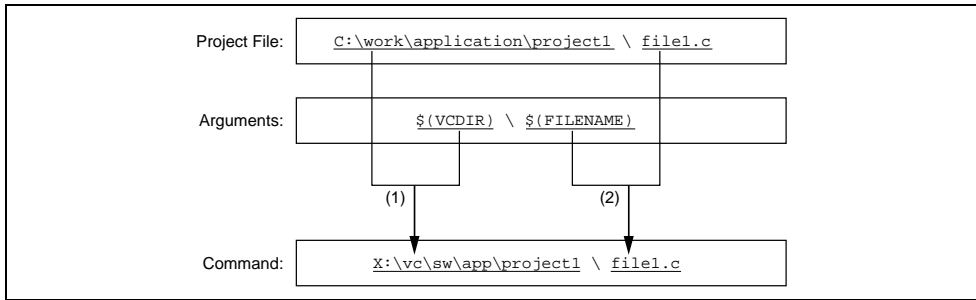 Project File: C:\work\application\project1 \ file1.c
Arguments: $(VCDIR) \ $(FILENAME)
(1) (2)
Command: X:\vc\sw\app\project1 \ file1.c